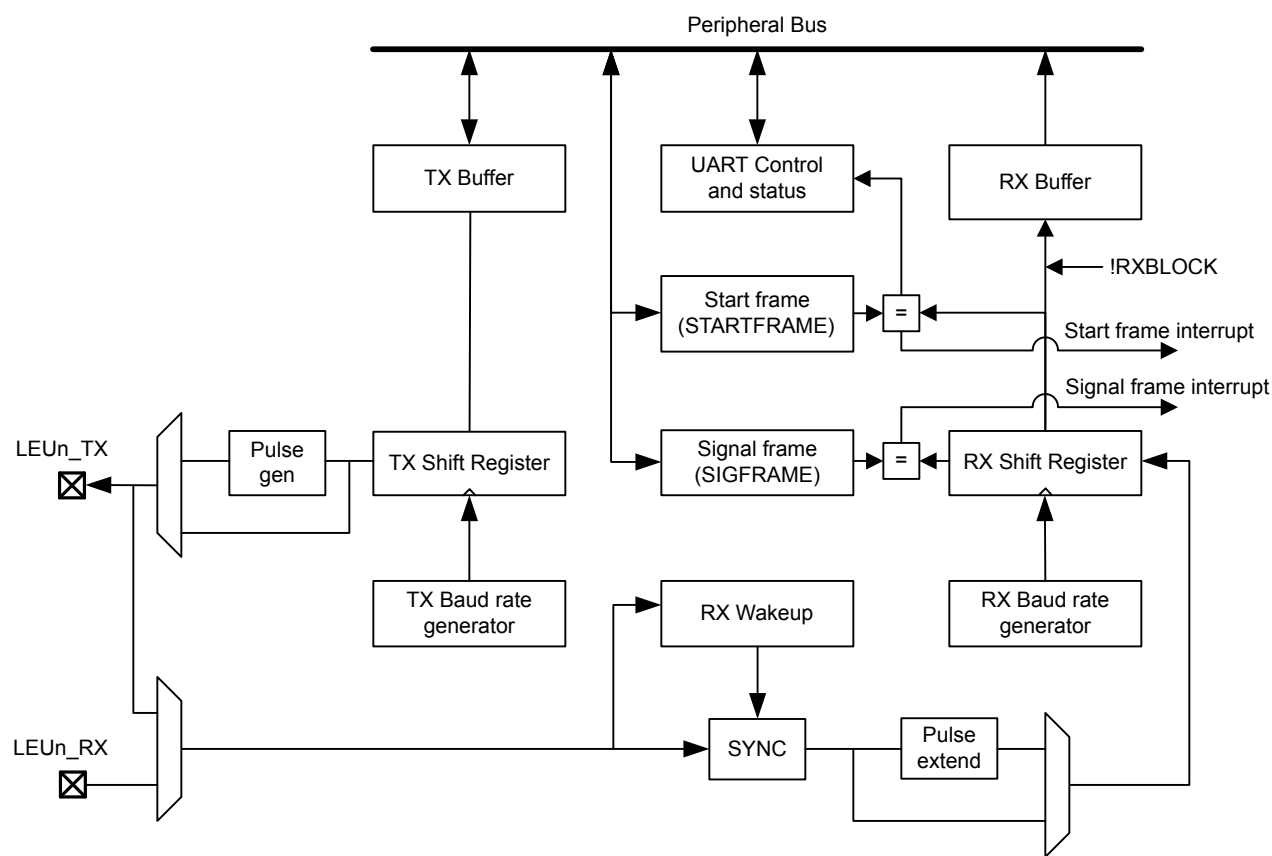 Peripheral Bus
TX Buffer
UART Control
and status
RX Buffer
!RXBLOCK
Start frame
(STARTFRAME)
=
Start frame interrupt
Signal frame interrupt
LEUn_TX
Pulse
gen
TX Shift Register
Signal frame
(SIGFRAME)
=
RX Shift Register
TX Baud rate
generator
RX Wakeup
RX Baud rate
generator
LEUn_RX
SYNC
Pulse
extend